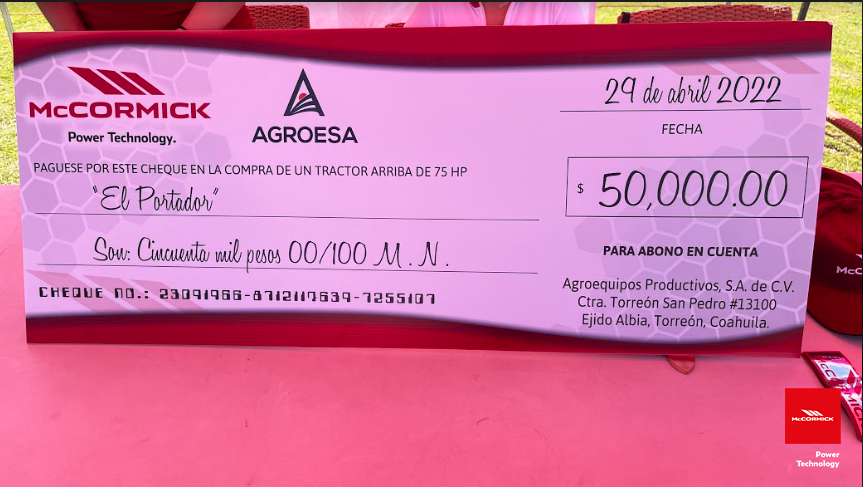 McCORMICK
Power Technology.
AGROESA
29 de abril 2022
FECHA
PAGUESE POR ESTE CHEQUE EN LA COMPRA DE UN TRACTOR ARRIBA DE 75 HP
"El Portador"
$ 50,000.00
Son: Cincuenta mil pesos 00/100 M.N.
PARA ABONO EN CUENTA
CHEQUE NO.: 23091966-8712117639-7255107
Agroequipos Productivos, S.A. de C.V.
Ctra. Torreón San Pedro #13100
Ejido Albia, Torreón, Coahuila.
McCORMICK
Power
Technology